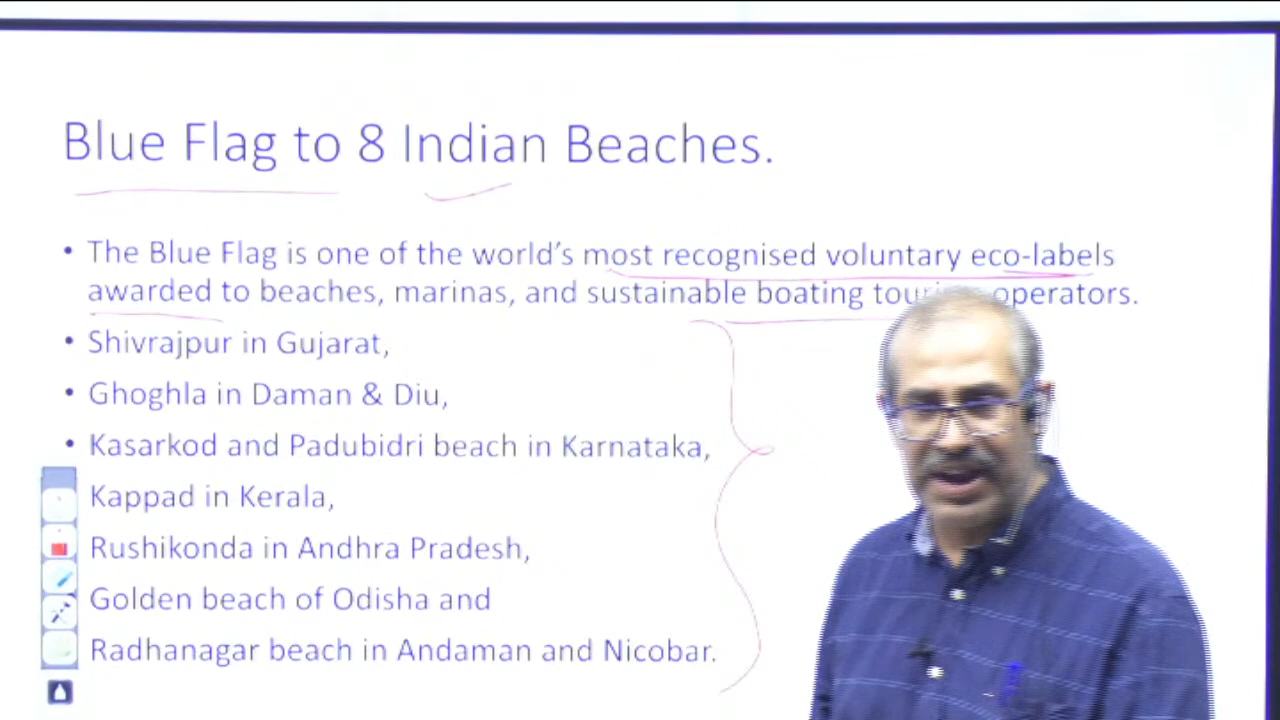 Blue Flag to 8 Indian Beaches.
• The Blue Flag is one of the world's most recognised voluntary eco-labels
awarded to beaches, marinas, and sustainable boating operators.
• Shivrajpur in Gujarat,
• Ghoghla in Daman & Diu,
• Kasarkod and Padubidri beach in Karnataka,
Kappad in Kerala,
Rushikonda in Andhra Pradesh,
Golden beach of Odisha and
Radhanagar beach in Andaman and Nicobar.